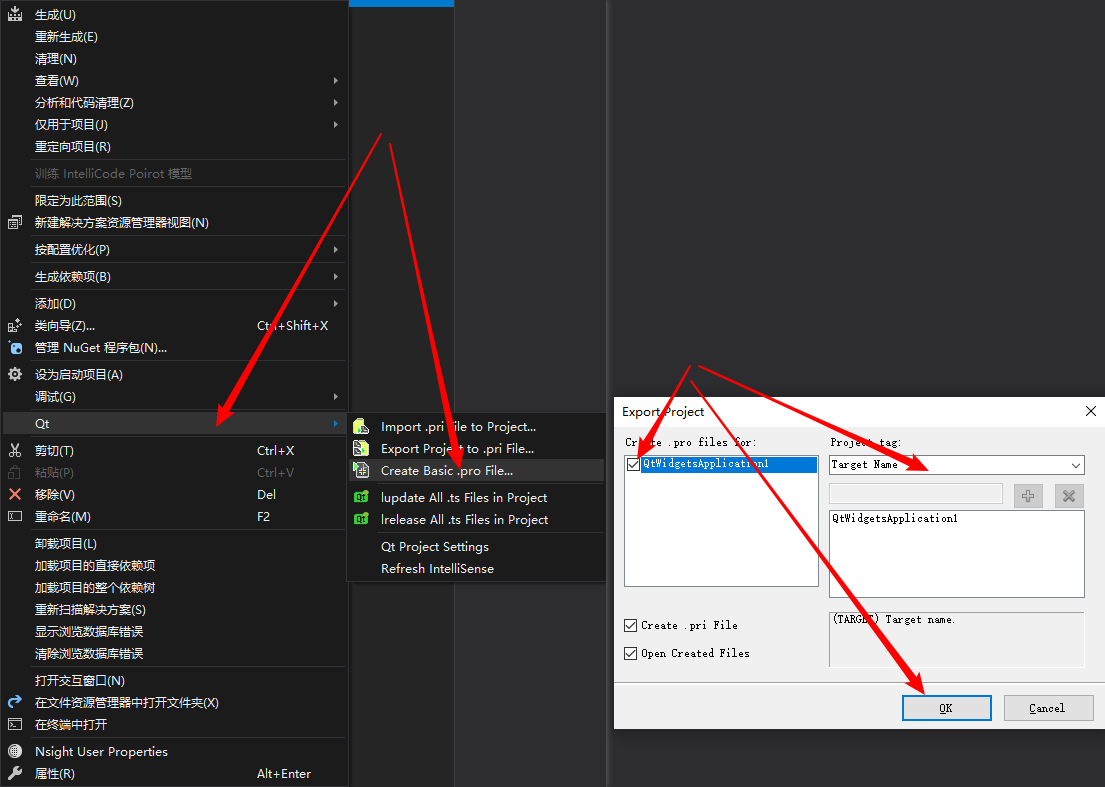 生成(U)
重新生成(E)
清理(N)
查看(W)
分析和代码清理(Z)
仅用于项目(J)
重定向项目(R)
训练 IntelliCode Poirot 模型
限定为此范围(S)
新建解决方案资源管理器视图(N)
按配置优化(P)
生成依赖项(B)
添加(D)
类向导(Z)... Ctrl+Shift+X
管理 NuGet 程序包(N)...
设为启动项目(A)
调试(G)
Qt
剪切(T) Ctrl+X
粘贴(P) Ctrl+V
移除(V) Del
重命名(M) F2
卸载项目(L)
加载项目的直接依赖项
加载项目的整个依赖树
重新扫描解决方案(S)
显示浏览数据库错误
清除浏览数据库错误
打开交互窗口(N)
在文件资源管理器中打开文件夹(X)
在终端中打开
Nsight User Properties
属性(R) Alt+Enter
Import .pri File to Project...
Export Project to .pri File...
Create Basic .pro File...
lupdate All .ts Files in Project
lrelease All .ts Files in Project
Qt Project Settings
Refresh IntelliSense
Export Project
Create .pro files for:
QtWidgetsApplication1
Create .pri File
Open Created Files
Project tag:
Target Name
QtWidgetsApplication1
(TARGET) Target name.
OK
Cancel